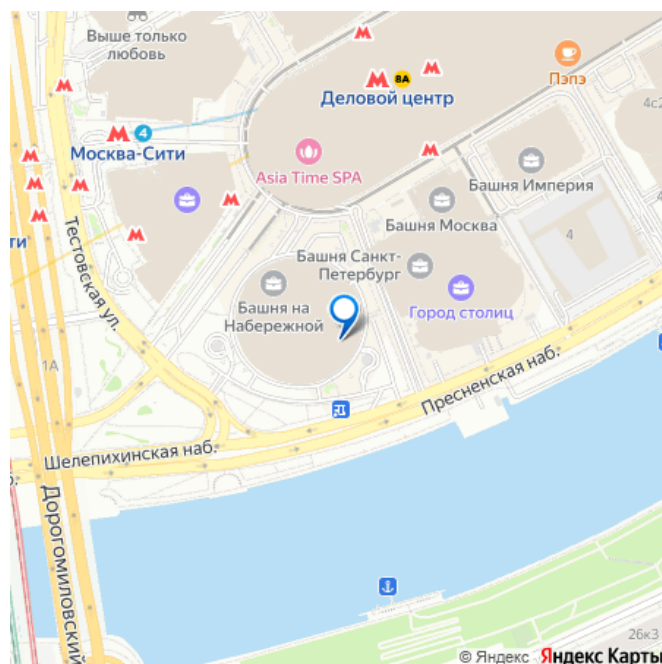 Выше только
любовь
Пэпэ
8А
Деловой центр
4с2
4
Москва-Сити
Asia Time SPA
Башня Империя
Башня Москва
Тестовская ул.
ти
Башня Санкт-
Петербург
4
Башня на
Набережной
Город столиц
1А
Пресненская наб.
Шелепихинская наб.
Дорогомиловский
26к3
© Яндекс Яндекс Карты